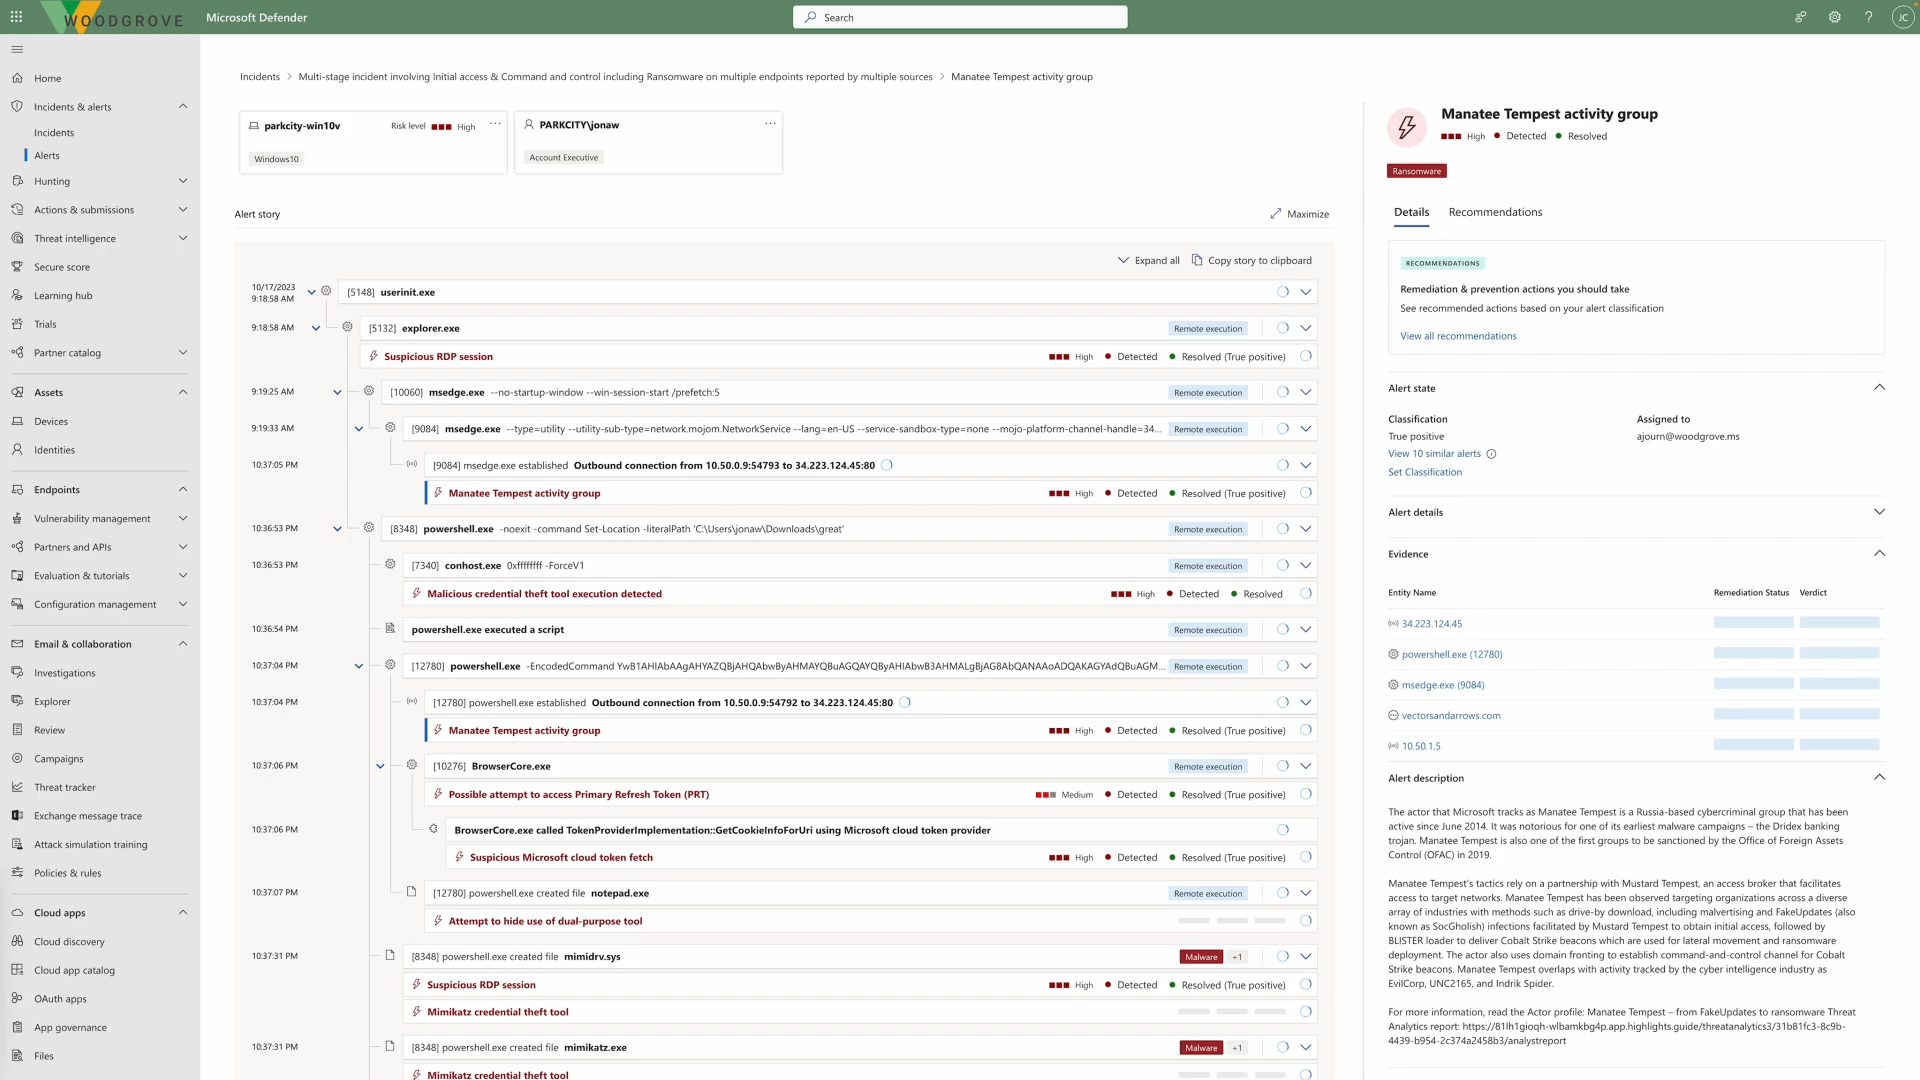 WOODGROVE
Microsoft Defender
Search
JC
Home
Incidents & alerts
Incidents
Alerts
Hunting
Actions & submissions
Threat intelligence
Secure score
Learning hub
Trials
Partner catalog
Assets
Devices
Identities
Endpoints
Vulnerability management
Partners and APIs
Evaluation & tutorials
Configuration management
Email & collaboration
Investigations
Explorer
Review
Campaigns
Threat tracker
Exchange message trace
Attack simulation training
Policies & rules
Cloud apps
Cloud discovery
Cloud app catalog
OAuth apps
App governance
Files
Incidents > Multi-stage incident involving Initial access & Command and control including Ransomware on multiple endpoints reported by multiple sources > Manatee Tempest activity group
parkcity-win10v Risk level High ...
Windows10
PARKCITY\jonaw ...
Account Executive
Alert story
Maximize
Expand all Copy story to clipboard
10/17/2023
9:18:58 AM [5148] userinit.exe
9:18:58 AM [5132] explorer.exe Remote execution
Suspicious RDP session High Detected Resolved (True positive)
9:19:25 AM [10060] msedge.exe --no-startup-window --win-session-start /prefetch:5 Remote execution
9:19:33 AM [9084] msedge.exe --type=utility --utility-sub-type=network.mojom.NetworkService --lang=en-US --service-sandbox-type=none --mojo-platform-channel-handle=34... Remote execution
10:37:05 PM [9084] msedge.exe established Outbound connection from 10.50.0.9:54793 to 34.223.124.45:80
Manatee Tempest activity group High Detected Resolved (True positive)
10:36:53 PM [8348] powershell.exe -noexit -command Set-Location -literalPath 'C:\Users\jonaw\Downloads\great' Remote execution
10:36:53 PM [7340] conhost.exe 0xffffffff -ForceV1 Remote execution
Malicious credential theft tool execution detected High Detected Resolved
10:36:54 PM powershell.exe executed a script Remote execution
10:37:04 PM [12780] powershell.exe -EncodedCommand Remote execution
10:37:04 PM [12780] powershell.exe established Outbound connection from 10.50.0.9:54792 to 34.223.124.45:80
Manatee Tempest activity group High Detected Resolved (True positive)
10:37:06 PM [10276] BrowserCore.exe Remote execution
Possible attempt to access Primary Refresh Token (PRT) Medium Detected Resolved (True positive)
10:37:06 PM BrowserCore.exe called TokenProviderImplementation::GetCookieInfoForUri using Microsoft cloud token provider
Suspicious Microsoft cloud token fetch High Detected Resolved (True positive)
10:37:07 PM [12780] powershell.exe created file notepad.exe Remote execution
Attempt to hide use of dual-purpose tool
10:37:31 PM [8348] powershell.exe created file mimidrv.sys Malware +1
Suspicious RDP session High Detected Resolved (True positive)
Mimikatz credential theft tool
10:37:31 PM [8348] powershell.exe created file mimikatz.exe Malware +1
Mimikatz credential theft tool
Manatee Tempest activity group
High Detected Resolved
Ransomware
Details Recommendations
RECOMMENDATIONS
Remediation & prevention actions you should take
See recommended actions based on your alert classification
View all recommendations
Alert state
Classification Assigned to
True positive ajourn@woodgrove.ms
View 10 similar alerts
Set Classification
Alert details
Evidence
Entity Name Remediation Status Verdict
34.223.124.45
powershell.exe (12780)
msedge.exe (9084)
vectorsandarrows.com
10.50.1.5
Alert description
The actor that Microsoft tracks as Manatee Tempest is a Russia-based cybercriminal group that has been
active since June 2014. It was notorious for one of its earliest malware campaigns – the Dridex banking
trojan. Manatee Tempest is also one of the first groups to be sanctioned by the Office of Foreign Assets
Control (OFAC) in 2019.
Manatee Tempest's tactics rely on a partnership with Mustard Tempest, an access broker that facilitates
access to target networks. Manatee Tempest has been observed targeting organizations across a diverse
array of industries with methods such as drive-by download, including malvertising and FakeUpdates (also
known as SocGholish) infections facilitated by Mustard Tempest to obtain initial access, followed by
BLISTER loader to deliver Cobalt Strike beacons which are used for lateral movement and ransomware
deployment. The actor also uses domain fronting to establish command-and-control channel for Cobalt
Strike beacons. Manatee Tempest overlaps with activity tracked by the cyber intelligence industry as
EvilCorp, UNC2165, and Indrik Spider.
For more information, read the Actor profile: Manatee Tempest – from FakeUpdates to ransomware Threat
Analytics report: https://81lh1gioqh-wlbamkbg4p.app.highlights.guide/threatanalytics3/31b81fc3-8c9b-
4439-b954-2c374a2458b3/analystreport